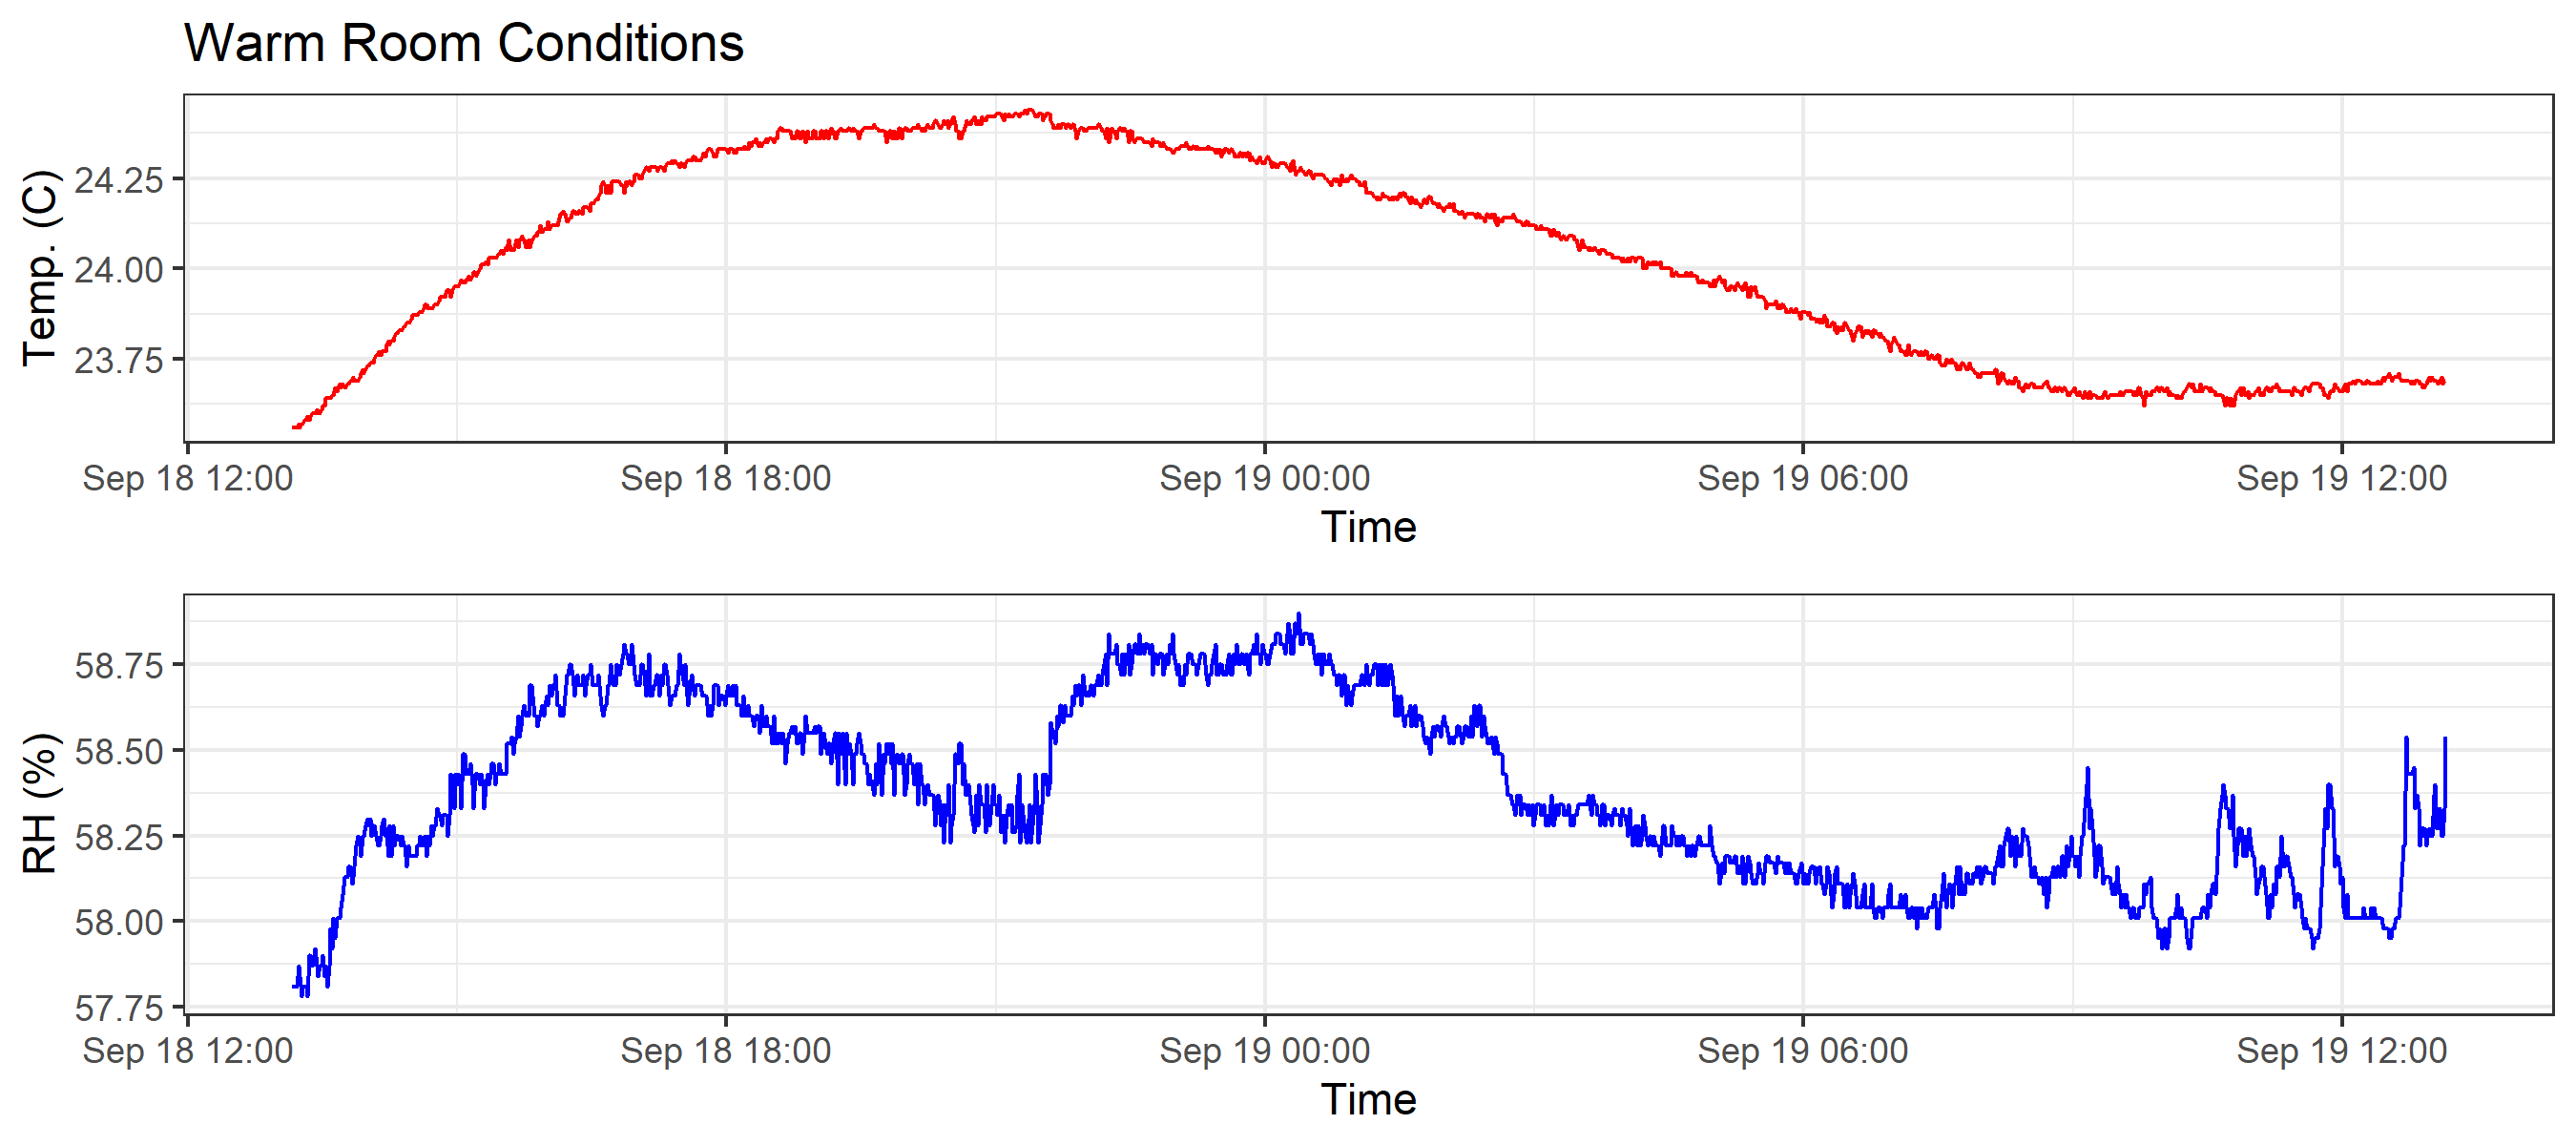 Warm Room Conditions
Temp. (C)
24.25
24.00
23.75
Sep 18 12:00 Sep 18 18:00 Sep 19 00:00 Sep 19 06:00 Sep 19 12:00
Time
RH (%)
58.75
58.50
58.25
58.00
57.75
Sep 18 12:00 Sep 18 18:00 Sep 19 00:00 Sep 19 06:00 Sep 19 12:00
Time